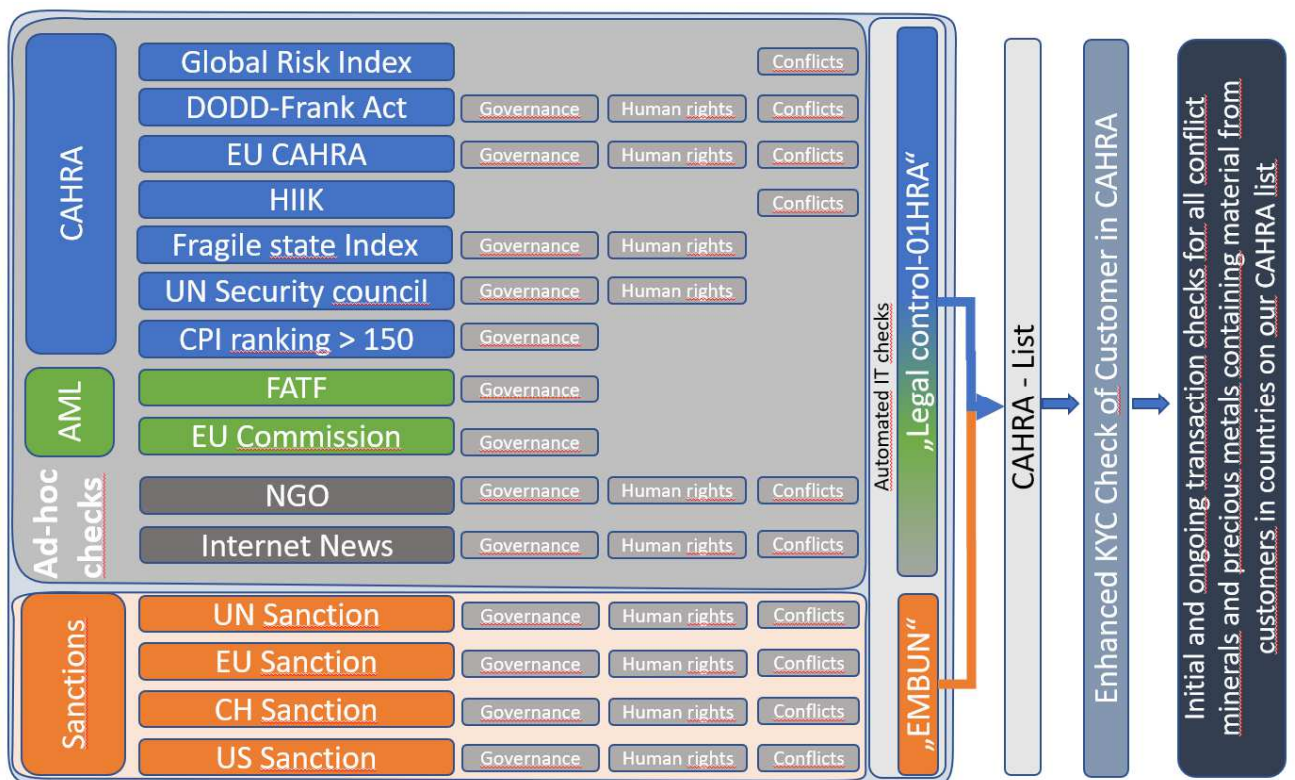 CAHRA
Global Risk Index
Conflicts
DODD-Frank Act
Governance
Human rights
Conflicts
EU CAHRA
Governance
Human rights
Conflicts
HIIK
Conflicts
Fragile state Index
Governance
Human rights
UN Security council
Governance
Human rights
CPI ranking > 150
Governance
AML
FATF
Governance
EU Commission
Governance
Ad-hoc
checks
NGO
Governance
Human rights
Conflicts
Internet News
Governance
Human rights
Conflicts
Sanctions
UN Sanction
Governance
Human rights
Conflicts
EU Sanction
Governance
Human rights
Conflicts
CH Sanction
Governance
Human rights
Conflicts
US Sanction
Governance
Human rights
Conflicts
Automated IT checks
„Legal control-01HRA“
„EMBUN“
CAHRA - List
Enhanced KYC Check of Customer in CAHRA
Initial and ongoing transaction checks for all conflict
minerals and precious metals containing material from
customers in countries on our CAHRA list